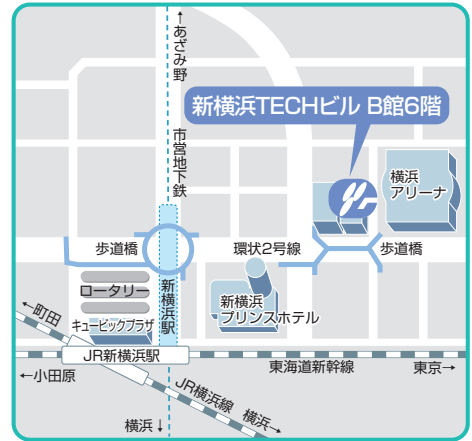 ←あざみ野
市営地下鉄
新横浜TECHビル B館6階
横浜
アリーナ
歩道橋
環状2号線
歩道橋
ロータリー
新横浜駅
新横浜
プリンスホテル
←町田
キュービックプラザ
JR新横浜駅
東海道新幹線
東京→
←小田原
JR横浜線
横浜→
横浜↓